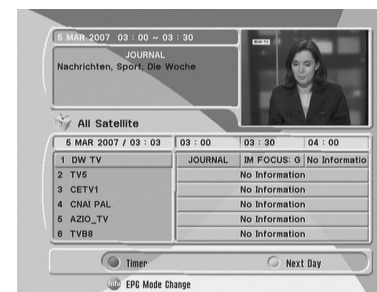 5 MAR 2007 03 : 00 ~ 03 : 30
JOURNAL
Nachrichten, Sport, Die Woche
DW-TV
All Satellite
5 MAR 2007 / 03 : 03 03 : 00 03 : 30 04 : 00
1 DW TV JOURNAL IM FOCUS: G No Informatio
2 TV5 No Information
3 CETV1 No Information
4 CNAI PAL No Information
5 AZIO_TV No Information
6 TVB8 No Information
Timer Next Day
Info EPG Mode Change